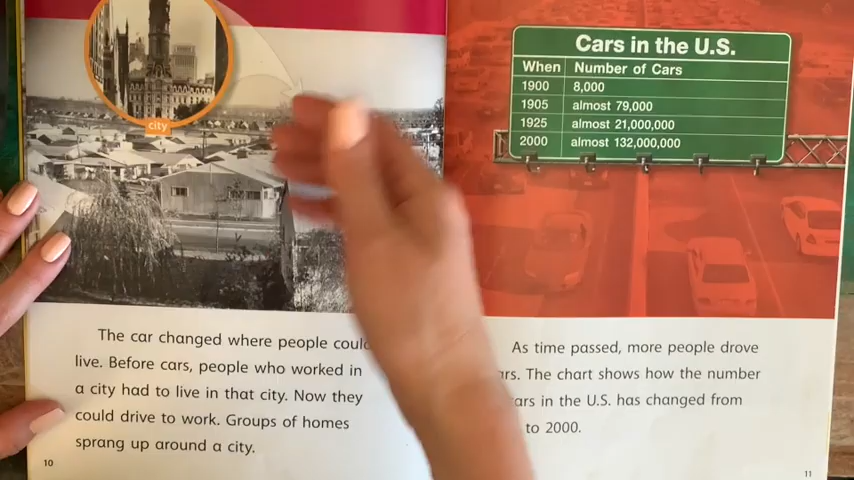 city
The car changed where people could
live. Before cars, people who worked in
a city had to live in that city. Now they
could drive to work. Groups of homes
sprang up around a city.
10
Cars in the U.S.
When Number of Cars
1900 8,000
1905 almost 79,000
1925 almost 21,000,000
2000 almost 132,000,000
As time passed, more people drove
The chart shows how the number
in the U.S. has changed from
to 2000.
11